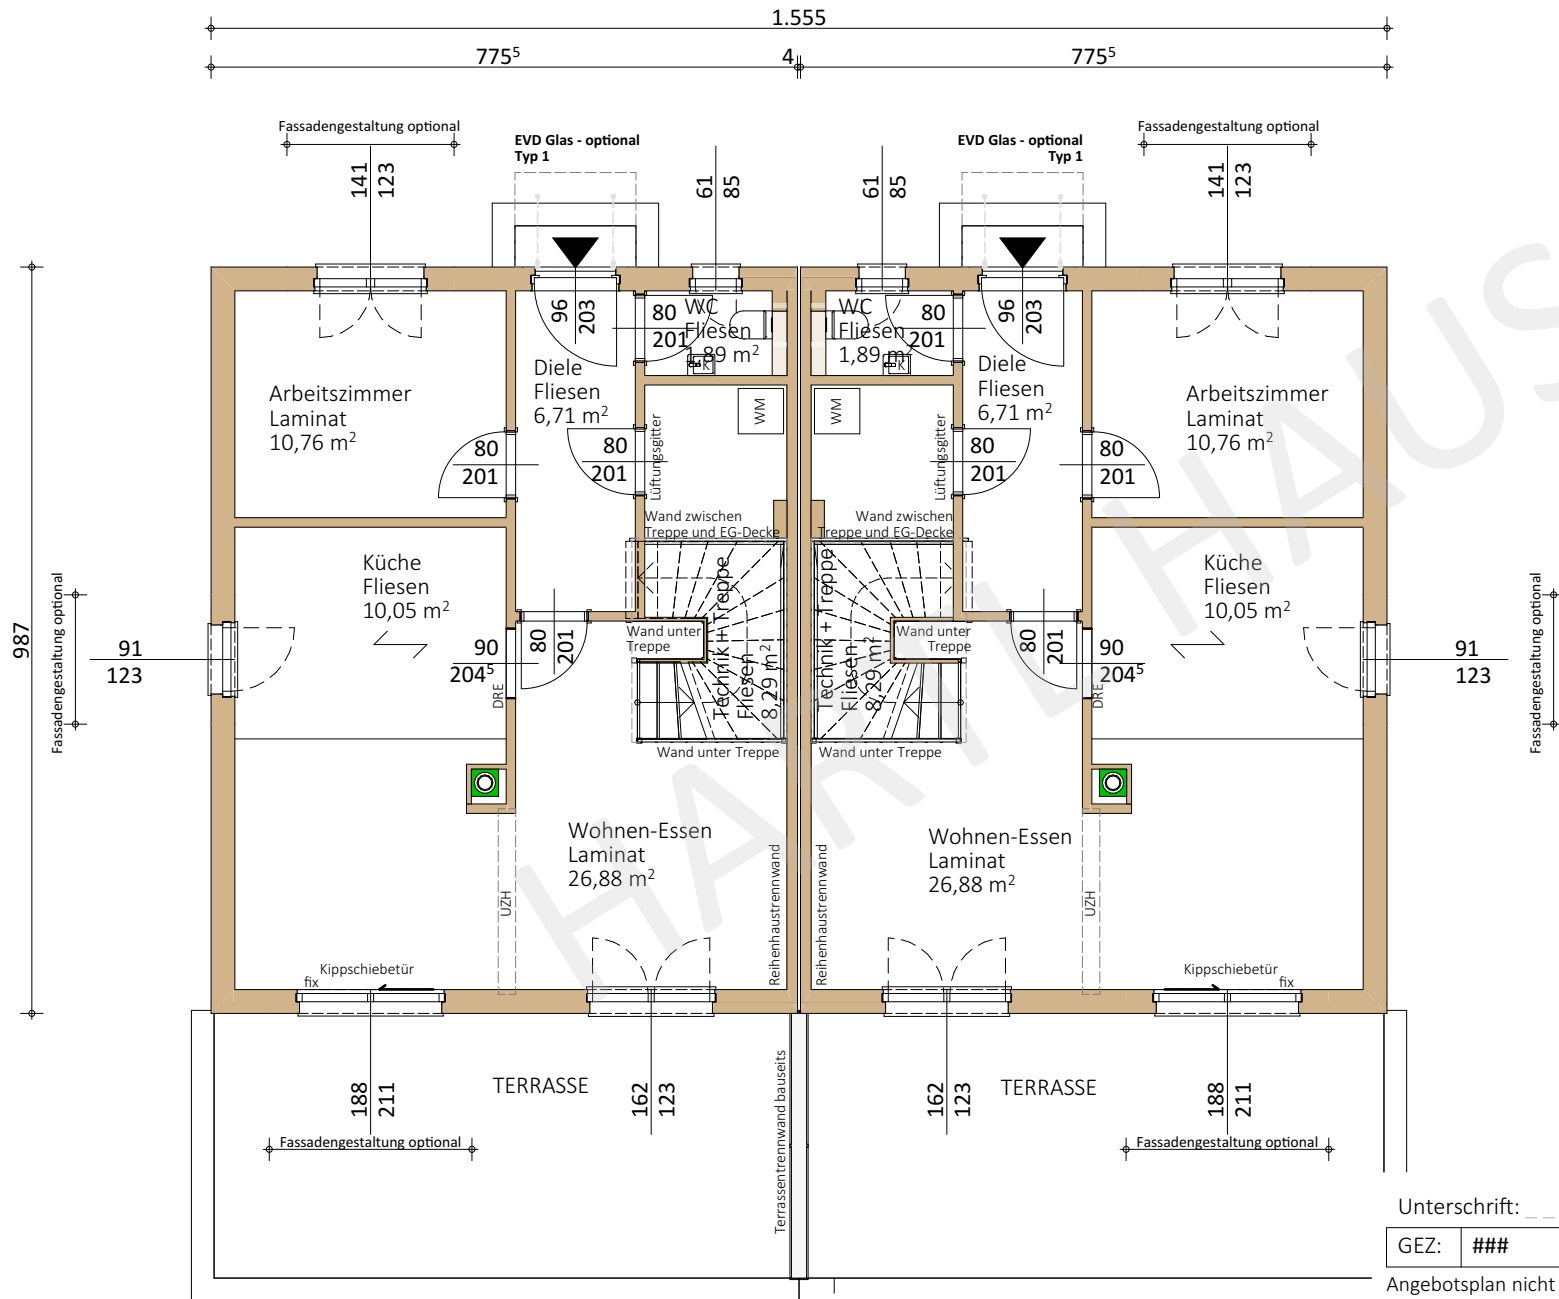 1.555
775⁵
4
775⁵
Fassadengestaltung optional
EVD Glas - optional
Typ 1
EVD Glas - optional
Typ 1
Fassadengestaltung optional
141
123
61
85
61
85
141
123
96
203
80
201
WC
Fliesen
1,89 m²
K
WC
Fliesen
1,89 m²
K
80
201
96
203
Diele
Fliesen
6,71 m²
Diele
Fliesen
6,71 m²
Arbeitszimmer
Laminat
10,76 m²
Arbeitszimmer
Laminat
10,76 m²
80
201
80
201
Lüftungsgitter
WM
WM
Lüftungsgitter
80
201
80
201
Wand zwischen
Treppe und EG-Decke
Wand zwischen
Treppe und EG-Decke
Küche
Fliesen
10,05 m²
Küche
Fliesen
10,05 m²
Technik + Treppe
Fliesen
8,29 m²
Technik + Treppe
Fliesen
8,29 m²
987
Fassadengestaltung optional
Fassadengestaltung optional
91
123
91
123
90
204⁵
DRE
80
201
Wand unter
Treppe
Wand unter
Treppe
80
201
90
204⁵
DRE
Wand unter Treppe
Wand unter Treppe
Wohnen-Essen
Laminat
26,88 m²
Wohnen-Essen
Laminat
26,88 m²
UZH
UZH
Reihenhaustrennwand
Reihenhaustrennwand
Kippschiebetür
fix
Kippschiebetür
fix
188
211
TERRASSE
162
123
162
123
TERRASSE
188
211
Terrassentrennwand bauseits
Fassadengestaltung optional
Fassadengestaltung optional
HARTL HAUS
Unterschrift: _ _
GEZ: ###
Angebotsplan nicht